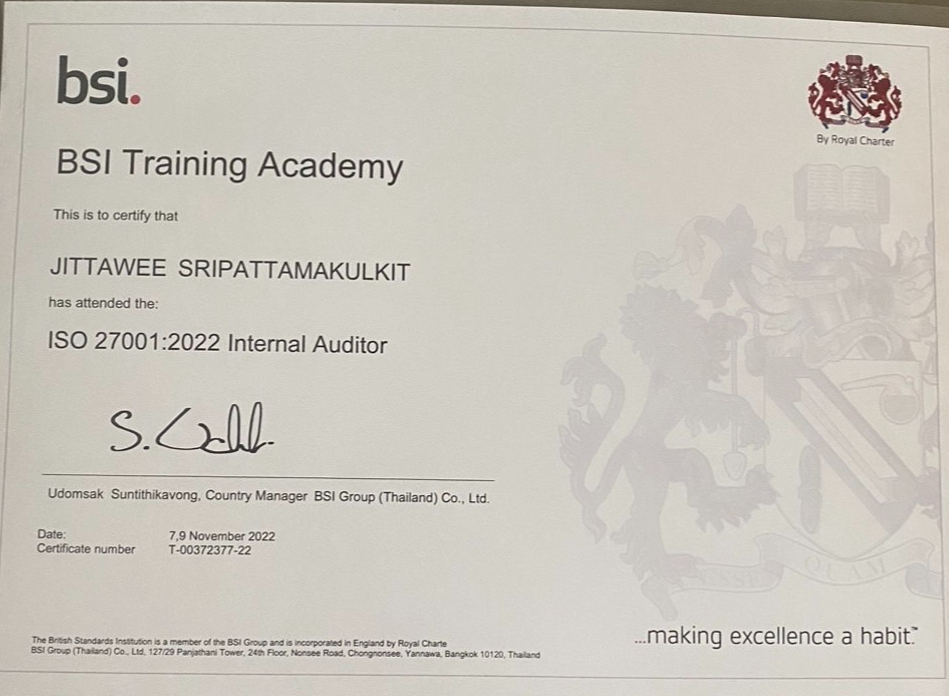 bsi.
By Royal Charter
BSI Training Academy
This is to certify that
JITTAWEE SRIPATTAMAKULKIT
has attended the:
ISO 27001:2022 Internal Auditor
Udomsak Suntithikavong, Country Manager BSI Group (Thailand) Co., Ltd.
Date: 7,9 November 2022
Certificate number T-00372377-22
QUAM
...making excellence a habit.™
The British Standards Institution is a member of the BSI Group and is incorporated in England by Royal Charte
BSI Group (Thailand) Co., Ltd, 127/29 Panjathani Tower, 24th Floor, Nonsee Road, Chongnonsee, Yannawa, Bangkok 10120, Thailand